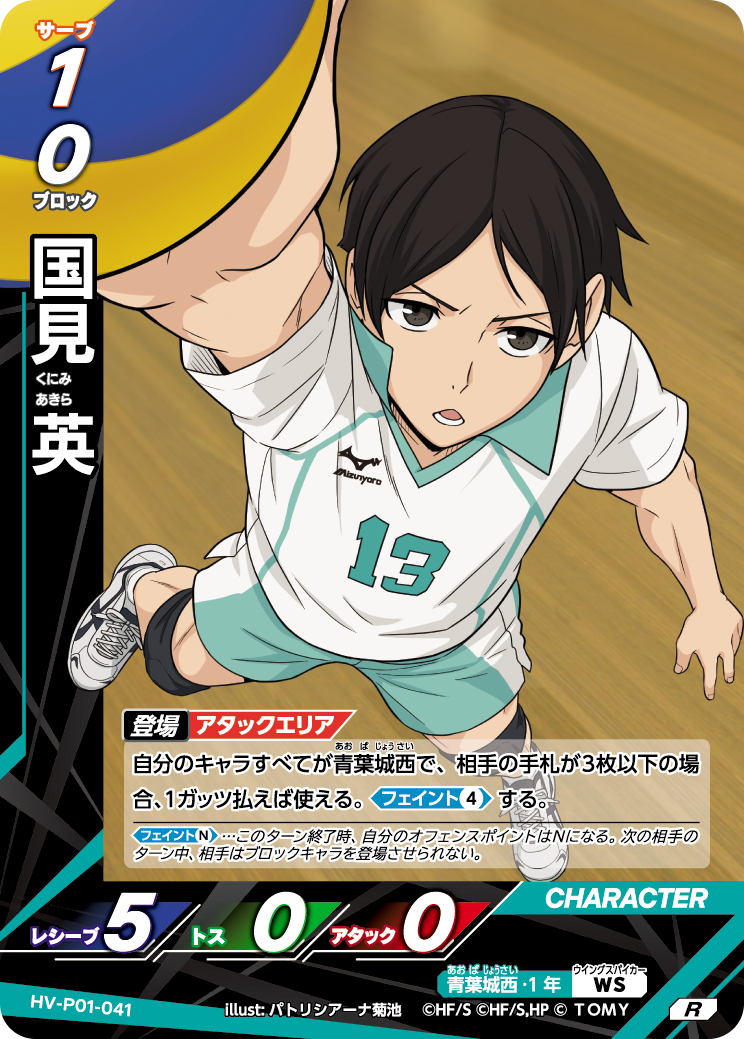 サーブ
1
0
ブロック
国見英
くにみ
あきら
Mizunyoro
13
登場 アタックエリア
あおばじょうさい
自分のキャラすべてが青葉城西で、相手の手札が3枚以下の場
合、1ガッツ払えば使える。フェイント4 する。
フェイントN …このターン終了時、自分のオフェンスポイントはNになる。次の相手の
ターン中、相手はブロックキャラを登場させられない。
CHARACTER
レシーブ 5 トス 0 アタック 0
あおばじょうさい ウイングスパイカー
青葉城西・1年 WS
HV-P01-041 illust: パトリシアーナ菊池 ©HF/S ©HF/S,HP © TOMY R